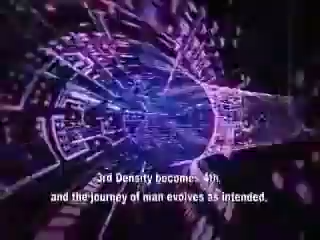 3rd Density becomes 4th,
and the journey of man evolves as intended.